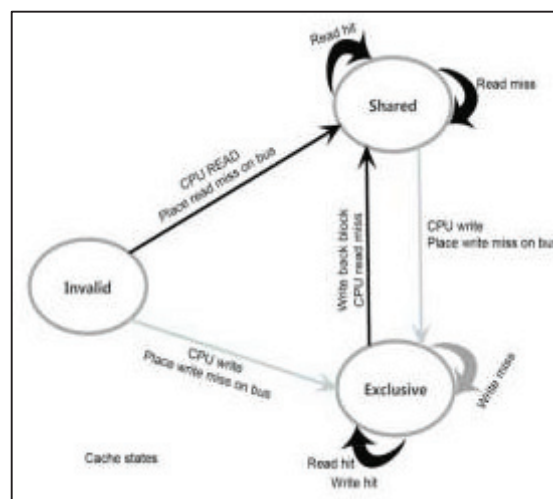 Read hit
Shared
Read miss
CPU READ
Place read miss on bus
Write back block
CPU read miss
CPU write
Place write miss on bus
Invalid
CPU write
Place write miss on bus
Exclusive
Write miss
Read hit
Write hit
Cache states